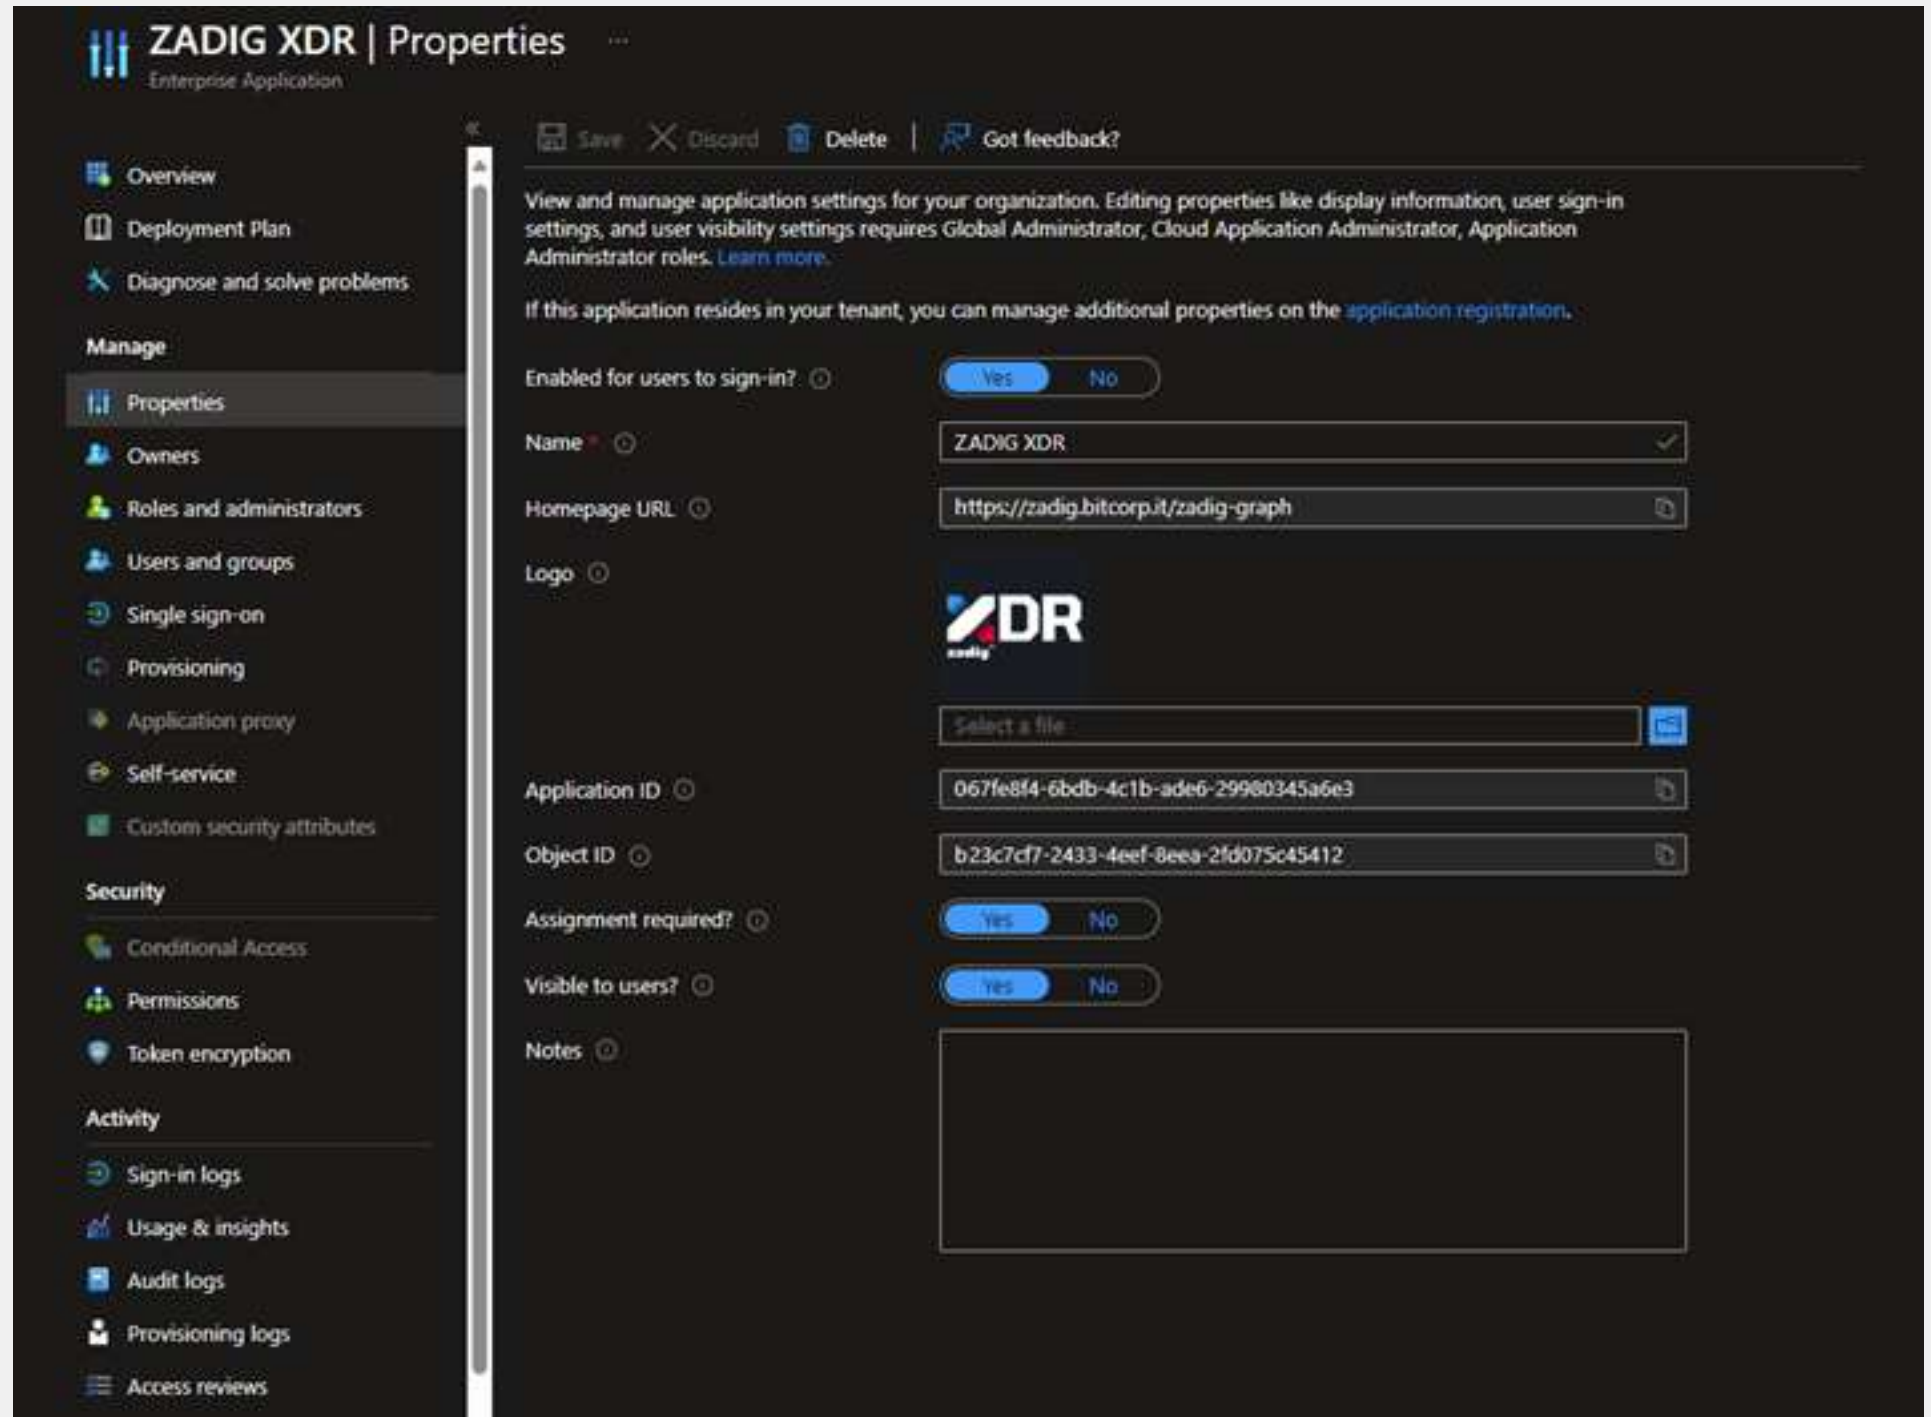 ZADIG XDR | Properties ...
Enterprise Application
«
Overview
Deployment Plan
Diagnose and solve problems
Manage
Properties
Owners
Roles and administrators
Users and groups
Single sign-on
Provisioning
Application proxy
Self-service
Custom security attributes
Security
Conditional Access
Permissions
Token encryption
Activity
Sign-in logs
Usage & insights
Audit logs
Provisioning logs
Access reviews
Save Discard Delete | Got feedback?
View and manage application settings for your organization. Editing properties like display information, user sign-in
settings, and user visibility settings requires Global Administrator, Cloud Application Administrator, Application
Administrator roles. Learn more.
If this application resides in your tenant, you can manage additional properties on the application registration.
Enabled for users to sign-in? Yes No
Name * ZADIG XDR
Homepage URL https://zadig.bitcorp.it/zadig-graph
Logo
XDR
zadig
Select a file
Application ID 067fe8f4-6bdb-4c1b-ade6-29980345a6e3
Object ID b23c7cf7-2433-4eef-8eea-2fd075c45412
Assignment required? Yes No
Visible to users? Yes No
Notes